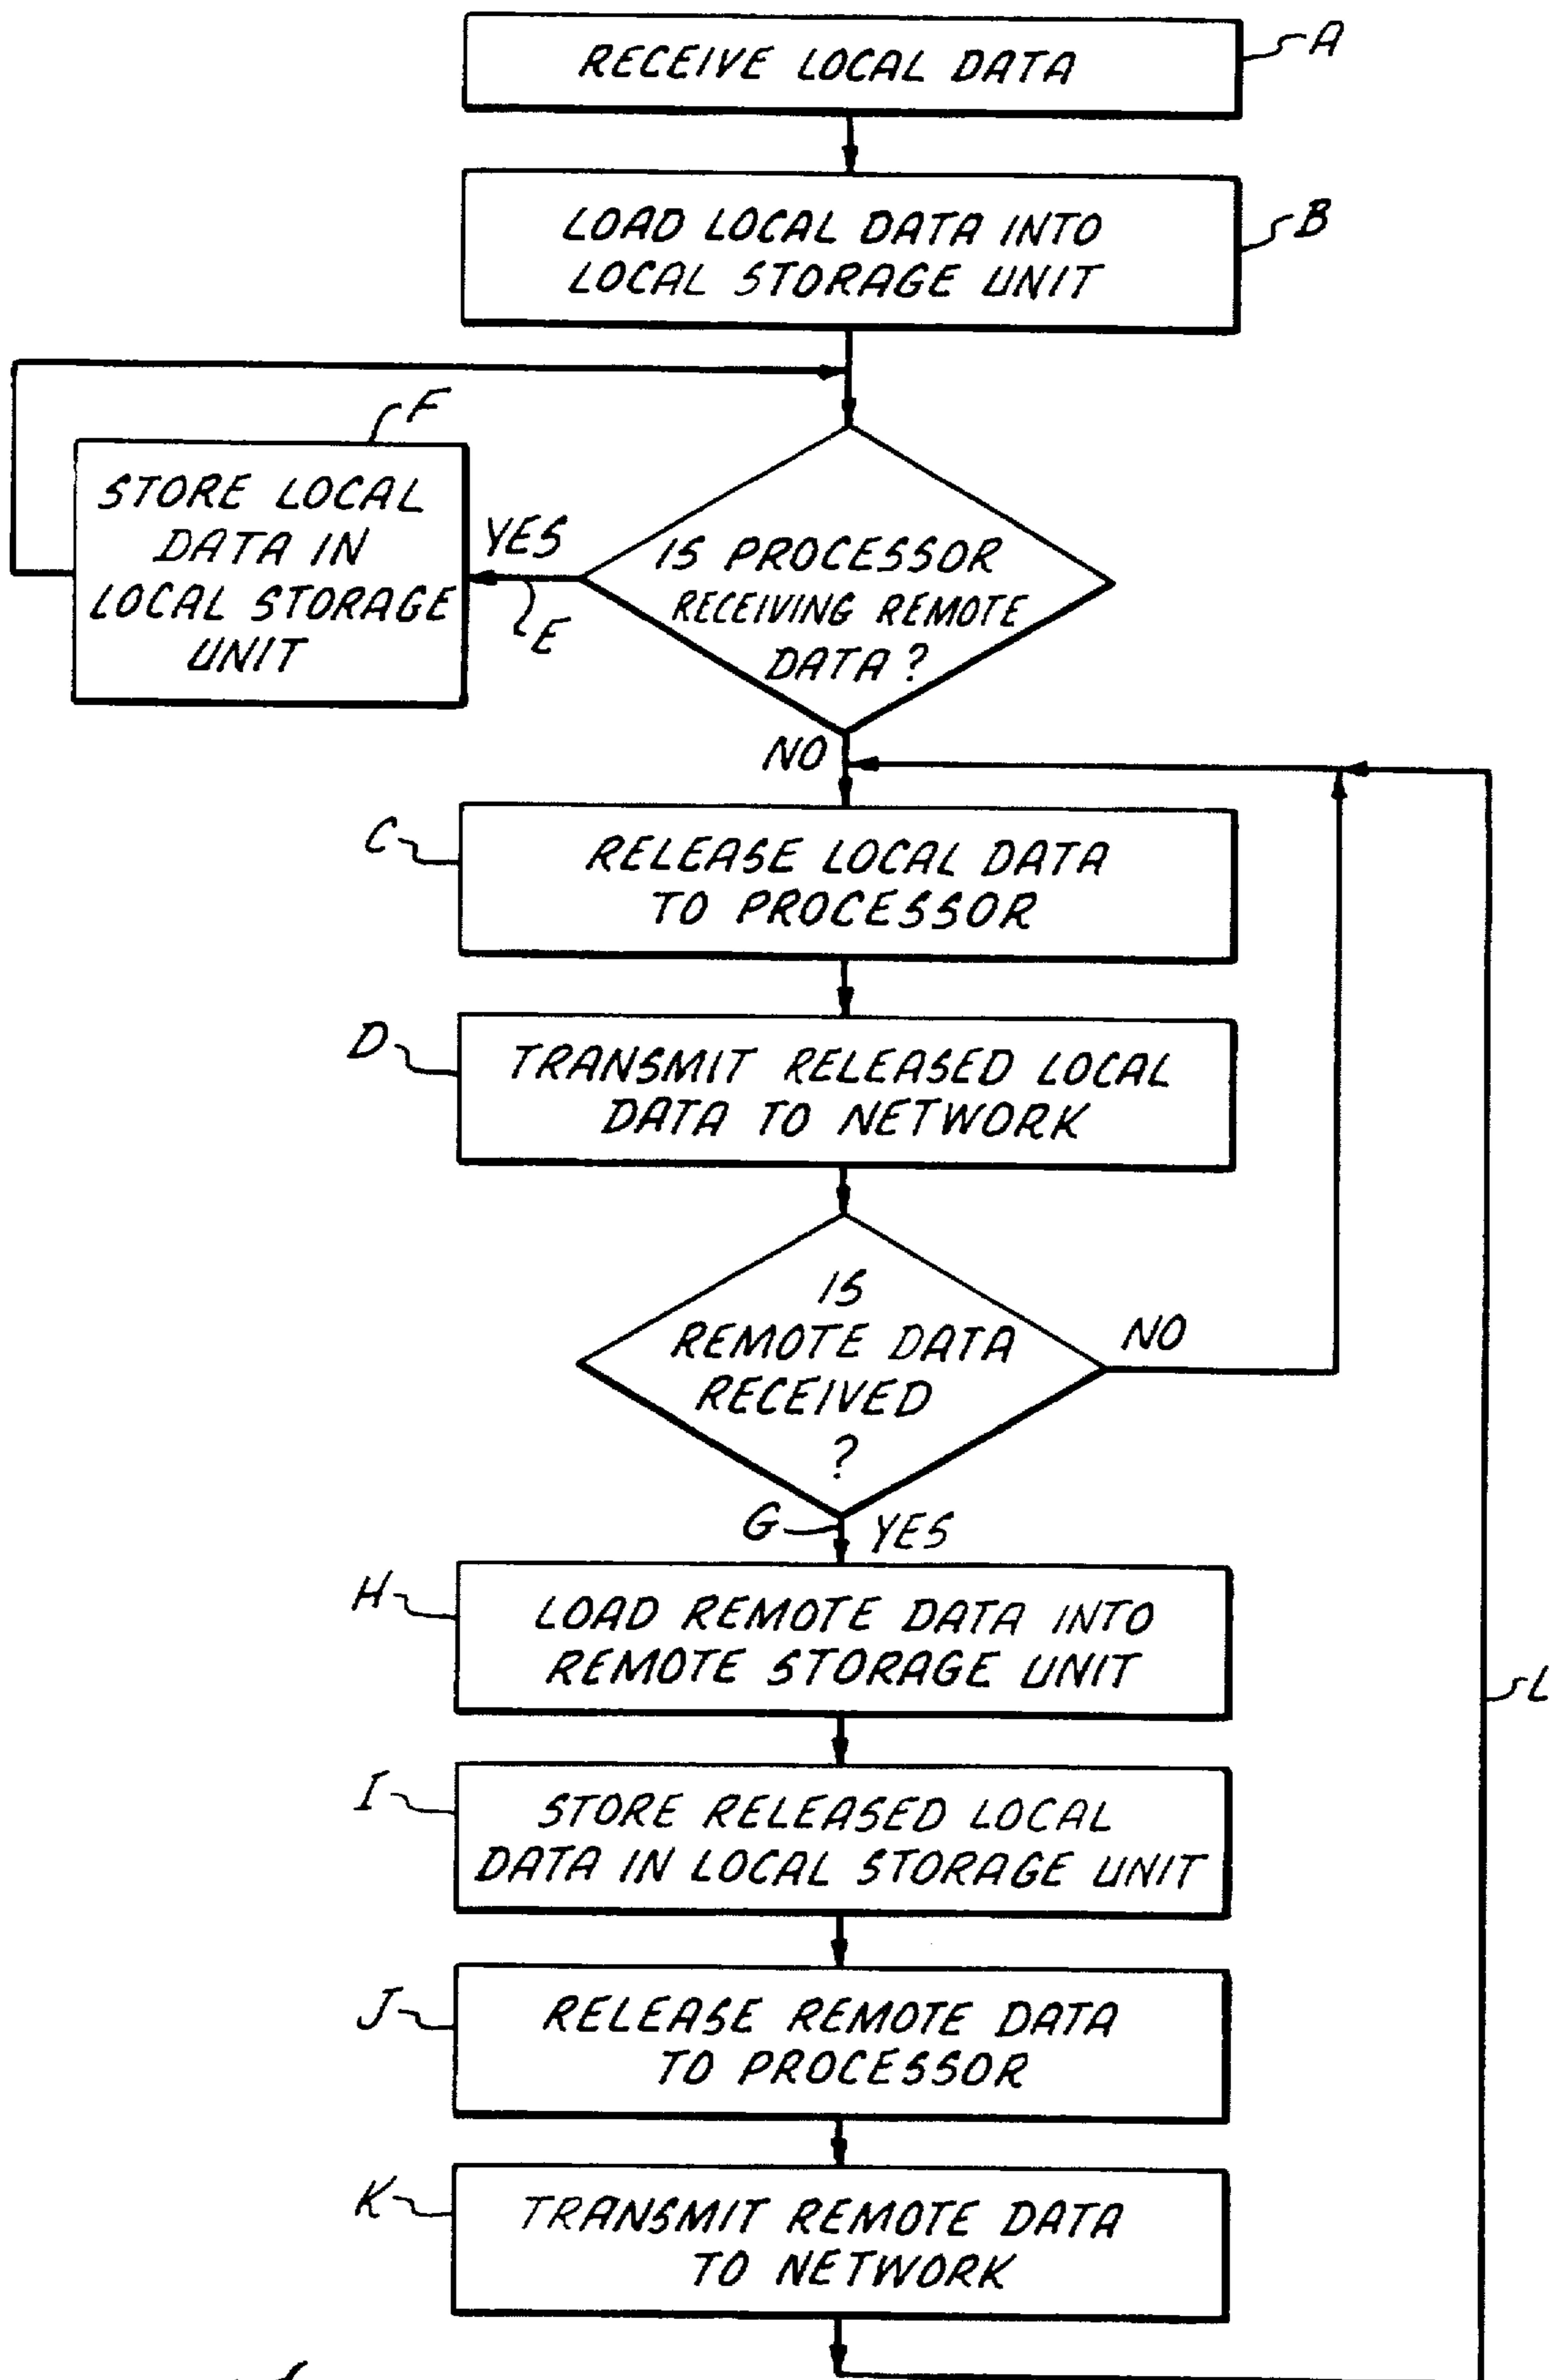 RECEIVE LOCAL DATA
A
LOAD LOCAL DATA INTO
LOCAL STORAGE UNIT
B
F
STORE LOCAL
DATA IN
LOCAL STORAGE
UNIT
YES
E
IS PROCESSOR
RECEIVING REMOTE
DATA?
NO
C
RELEASE LOCAL DATA
TO PROCESSOR
D
TRANSMIT RELEASED LOCAL
DATA TO NETWORK
IS
REMOTE DATA
RECEIVED
?
NO
G
YES
H
LOAD REMOTE DATA INTO
REMOTE STORAGE UNIT
L
I
STORE RELEASED LOCAL
DATA IN LOCAL STORAGE UNIT
J
RELEASE REMOTE DATA
TO PROCESSOR
K
TRANSMIT REMOTE DATA
TO NETWORK